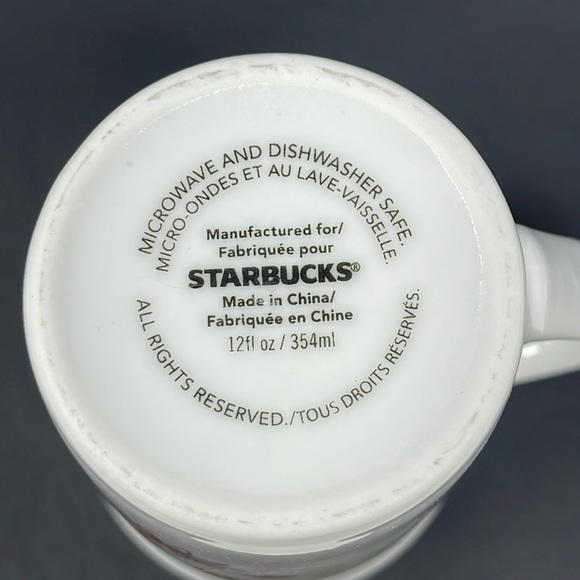 MICROWAVE AND DISHWASHER SAFE.
MICRO-ONDES ET AU LAVE-VAISSELLE.
Manufactured for/
Fabriquée pour
STARBUCKS®
Made in China/
Fabriquée en Chine
12fl oz / 354ml
ALL RIGHTS RESERVED./TOUS DROITS RÉSERVÉS.